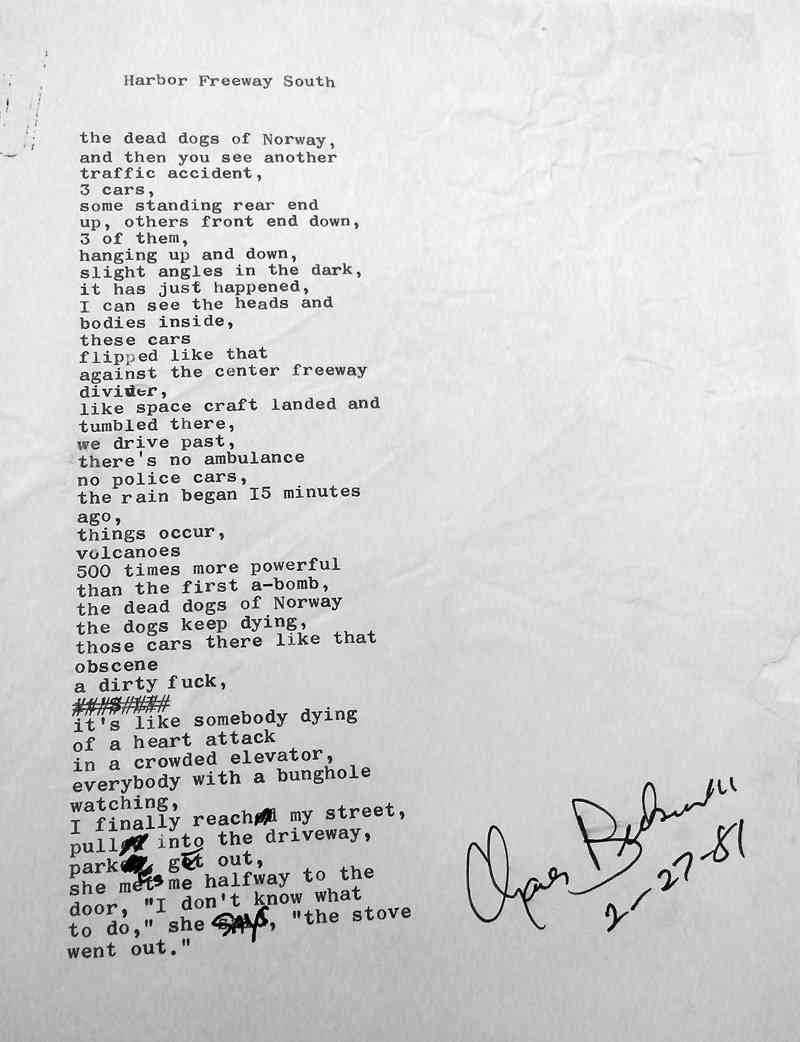 Harbor Freeway South
the dead dogs of Norway,
and then you see another
traffic accident,
3 cars,
some standing rear end
up, others front end down,
3 of them,
hanging up and down,
slight angles in the dark,
it has just happened,
I can see the heads and
bodies inside,
these cars
flipped like that
against the center freeway
divider,
like space craft landed and
tumbled there,
we drive past,
there's no ambulance
no police cars,
the rain began 15 minutes
ago,
things occur,
volcanoes
500 times more powerful
than the first a-bomb,
the dead dogs of Norway
the dogs keep dying,
those cars there like that
obscene
a dirty fuck,
it's like somebody dying
of a heart attack
in a crowded elevator,
everybody with a bunghole
watching,
I finally reach my street,
pull into the driveway,
park, get out,
she meets me halfway to the
door, "I don't know what
to do," she SAYS, "the stove
went out."
Charles Bukowski
2-27-81